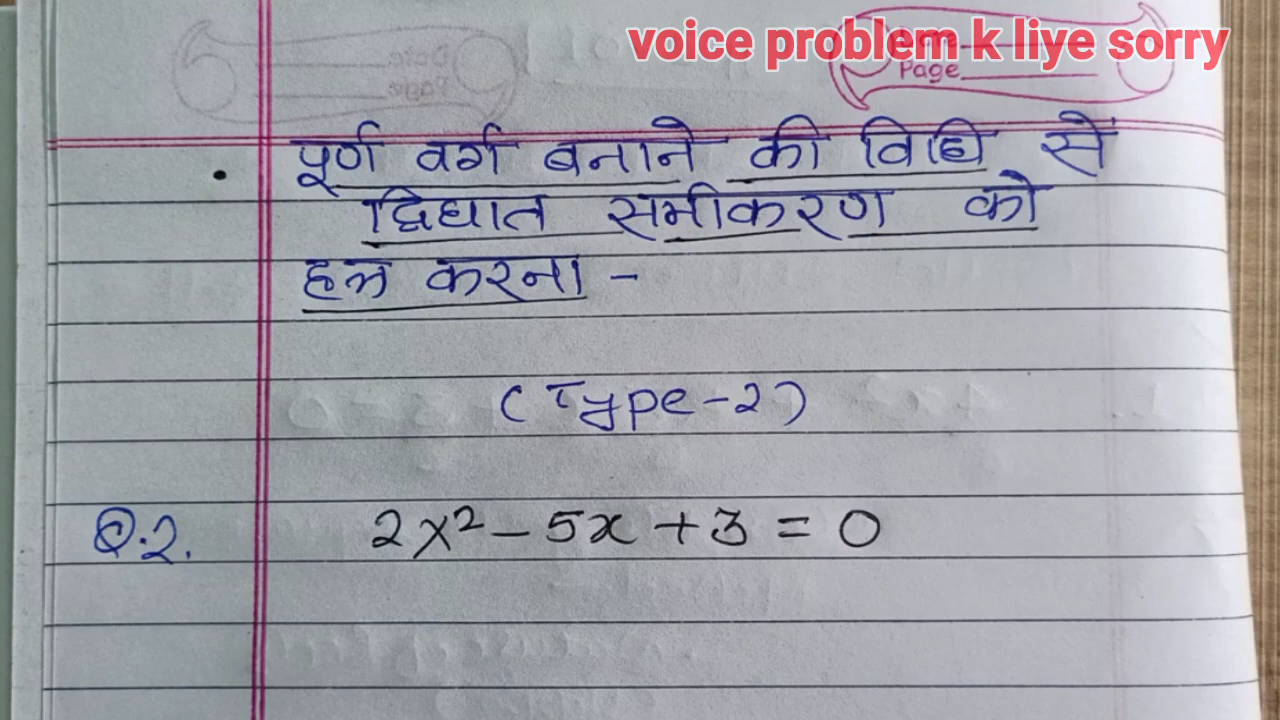 voice problem k liye sorry
Page
पूर्ण वर्ग बनाने की विधि से
द्विघात समीकरण को
हल करना -
(Type-2)
Q.2. 2x² - 5x + 3 = 0